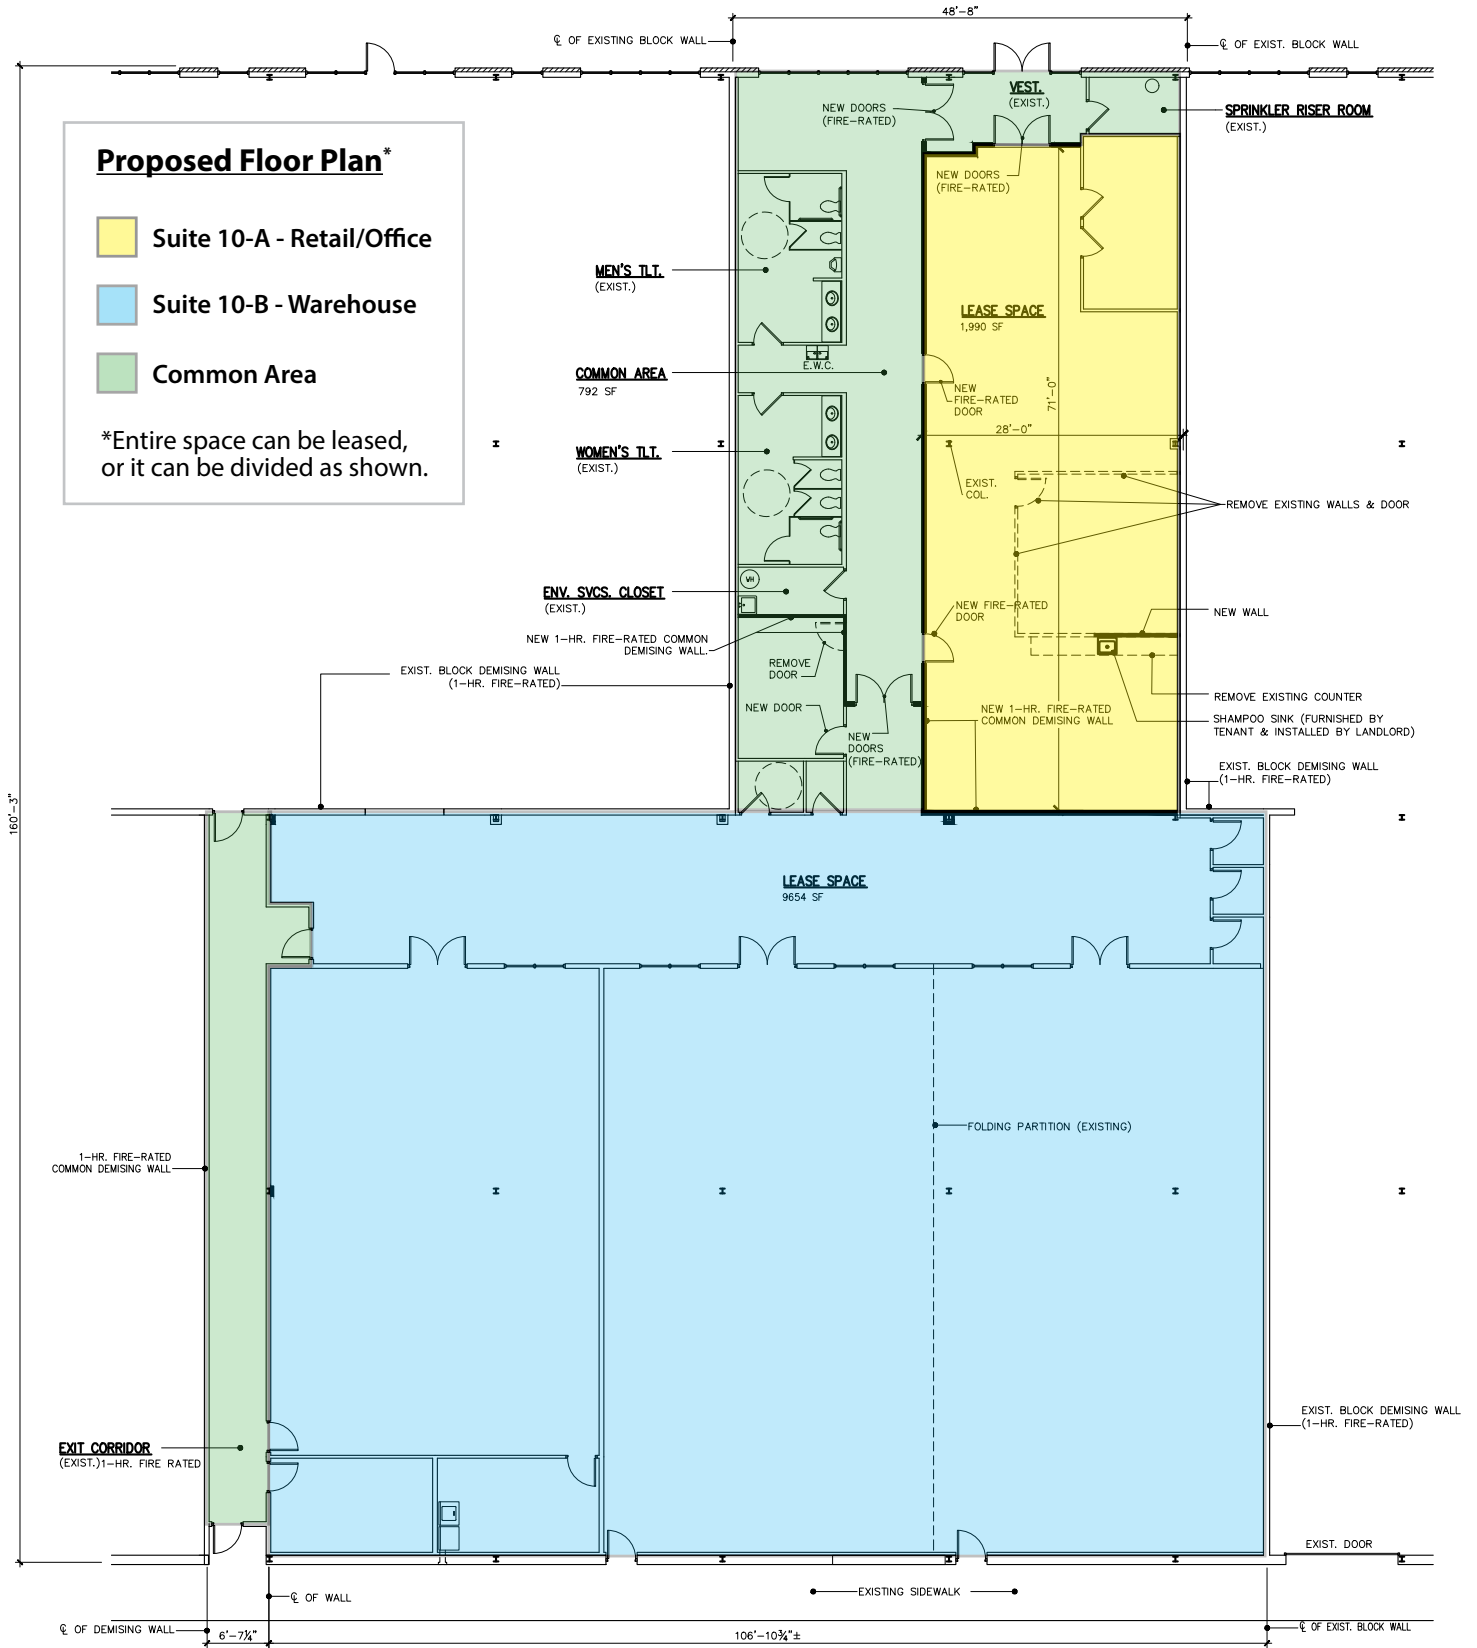 48'-8"
℄ OF EXISTING BLOCK WALL
℄ OF EXIST. BLOCK WALL
VEST.
(EXIST.)
NEW DOORS
(FIRE-RATED)
SPRINKLER RISER ROOM
(EXIST.)
Proposed Floor Plan*
Suite 10-A - Retail/Office
Suite 10-B - Warehouse
Common Area
*Entire space can be leased,
or it can be divided as shown.
NEW DOORS
(FIRE-RATED)
MEN'S TLT.
(EXIST.)
LEASE SPACE
1,990 SF
E.W.C.
COMMON AREA
792 SF
NEW
FIRE-RATED
DOOR
71'-0"
28'-0"
WOMEN'S TLT.
(EXIST.)
EXIST.
COL.
REMOVE EXISTING WALLS & DOOR
WH
ENV. SVCS. CLOSET
(EXIST.)
NEW FIRE-RATED
DOOR
NEW WALL
NEW 1-HR. FIRE-RATED COMMON
DEMISING WALL.
REMOVE
DOOR
EXIST. BLOCK DEMISING WALL
(1-HR. FIRE-RATED)
REMOVE EXISTING COUNTER
NEW DOOR
NEW 1-HR. FIRE-RATED
COMMON DEMISING WALL
SHAMPOO SINK (FURNISHED BY
TENANT & INSTALLED BY LANDLORD)
NEW
DOORS
(FIRE-RATED)
EXIST. BLOCK DEMISING WALL
(1-HR. FIRE-RATED)
160'-3"
LEASE SPACE
9654 SF
FOLDING PARTITION (EXISTING)
1-HR. FIRE-RATED
COMMON DEMISING WALL
EXIST. BLOCK DEMISING WALL
(1-HR. FIRE-RATED)
EXIT CORRIDOR
(EXIST.)1-HR. FIRE RATED
EXIST. DOOR
EXISTING SIDEWALK
℄ OF WALL
℄ OF DEMISING WALL
℄ OF EXIST. BLOCK WALL
6'-7¼"
106'-10¾"±